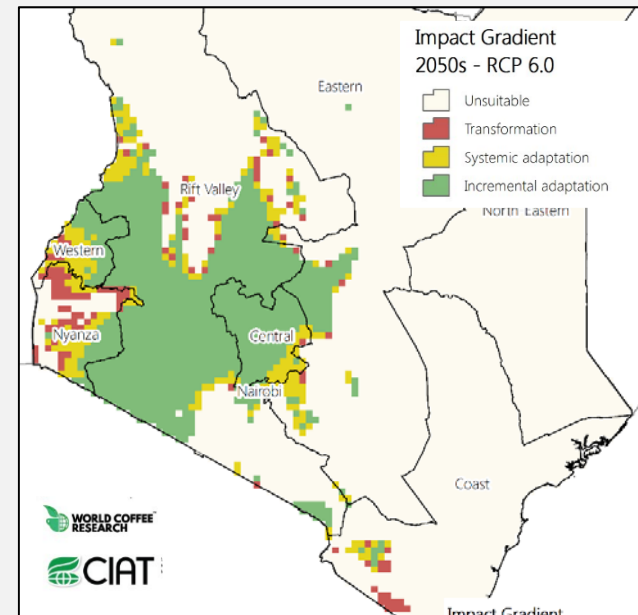 Impact Gradient
2050s - RCP 6.0
Unsuitable
Transformation
Systemic adaptation
Incremental adaptation
Eastern
North Eastern
Rift Valley
Western
Nyanza
Central
Nairobi
Coast
WORLD COFFEE
RESEARCH
CIAT
Impact Gradient